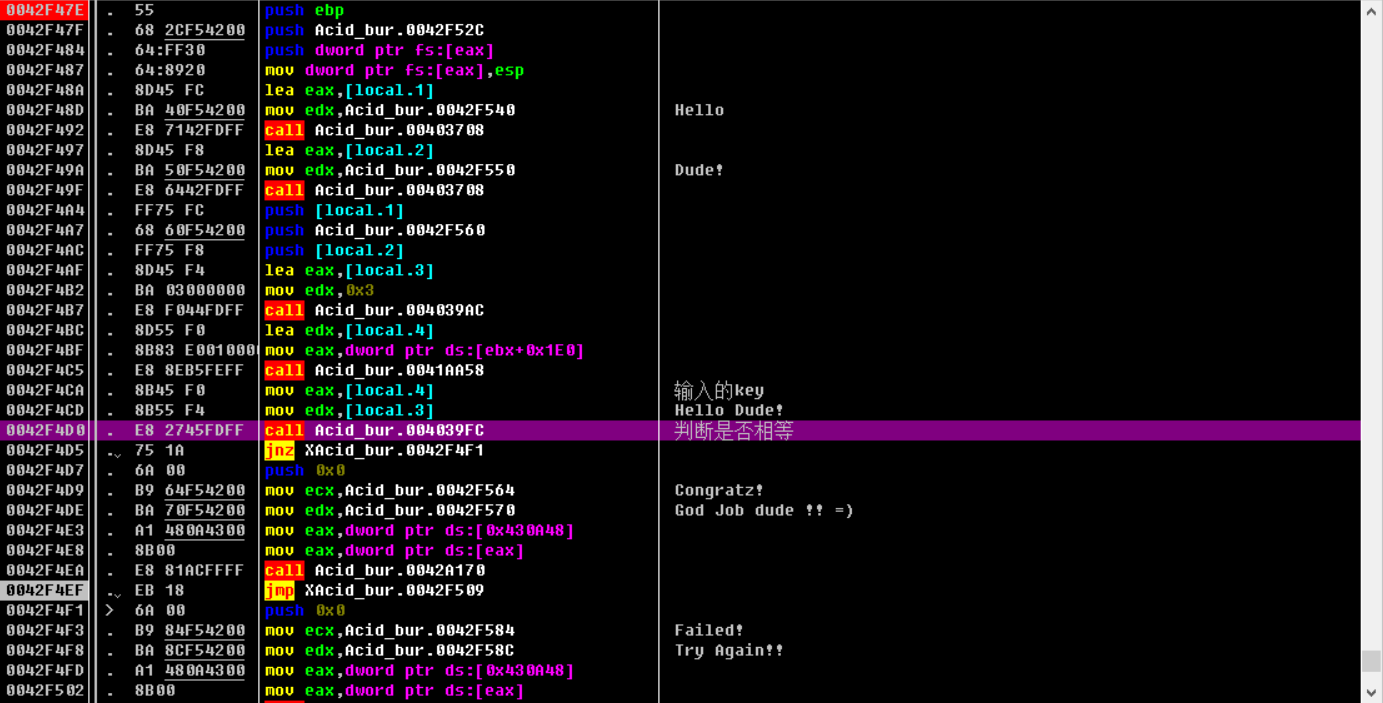 0042F47E . 55 push ebp
0042F47F . 68 2CF54200 push Acid_bur.0042F52C
0042F484 . 64:FF30 push dword ptr fs:[eax]
0042F487 . 64:8920 mov dword ptr fs:[eax],esp
0042F48A . 8D45 FC lea eax,[local.1]
0042F48D . BA 40F54200 mov edx,Acid_bur.0042F540 Hello
0042F492 . E8 7142FDFF call Acid_bur.00403708
0042F497 . 8D45 F8 lea eax,[local.2]
0042F49A . BA 50F54200 mov edx,Acid_bur.0042F550 Dude!
0042F49F . E8 6442FDFF call Acid_bur.00403708
0042F4A4 . FF75 FC push [local.1]
0042F4A7 . 68 60F54200 push Acid_bur.0042F560
0042F4AC . FF75 F8 push [local.2]
0042F4AF . 8D45 F4 lea eax,[local.3]
0042F4B2 . BA 03000000 mov edx,0x3
0042F4B7 . E8 F044FDFF call Acid_bur.004039AC
0042F4BC . 8D55 F0 lea edx,[local.4]
0042F4BF . 8B83 E0010000 mov eax,dword ptr ds:[ebx+0x1E0]
0042F4C5 . E8 8EB5FEFF call Acid_bur.0041AA58
0042F4CA . 8B45 F0 mov eax,[local.4] 输入的key
0042F4CD . 8B55 F4 mov edx,[local.3] Hello Dude!
0042F4D0 . E8 2745FDFF call Acid_bur.004039FC 判断是否相等
0042F4D5 .⌄ 75 1A jnz XAcid_bur.0042F4F1
0042F4D7 . 6A 00 push 0x0
0042F4D9 . B9 64F54200 mov ecx,Acid_bur.0042F564 Congratz!
0042F4DE . BA 70F54200 mov edx,Acid_bur.0042F570 God Job dude !! =)
0042F4E3 . A1 480A4300 mov eax,dword ptr ds:[0x430A48]
0042F4E8 . 8B00 mov eax,dword ptr ds:[eax]
0042F4EA . E8 81ACFFFF call Acid_bur.0042A170
0042F4EF .⌄ EB 18 jmp XAcid_bur.0042F509
0042F4F1 > 6A 00 push 0x0
0042F4F3 . B9 84F54200 mov ecx,Acid_bur.0042F584 Failed!
0042F4F8 . BA 8CF54200 mov edx,Acid_bur.0042F58C Try Again!!
0042F4FD . A1 480A4300 mov eax,dword ptr ds:[0x430A48]
0042F502 . 8B00 mov eax,dword ptr ds:[eax]